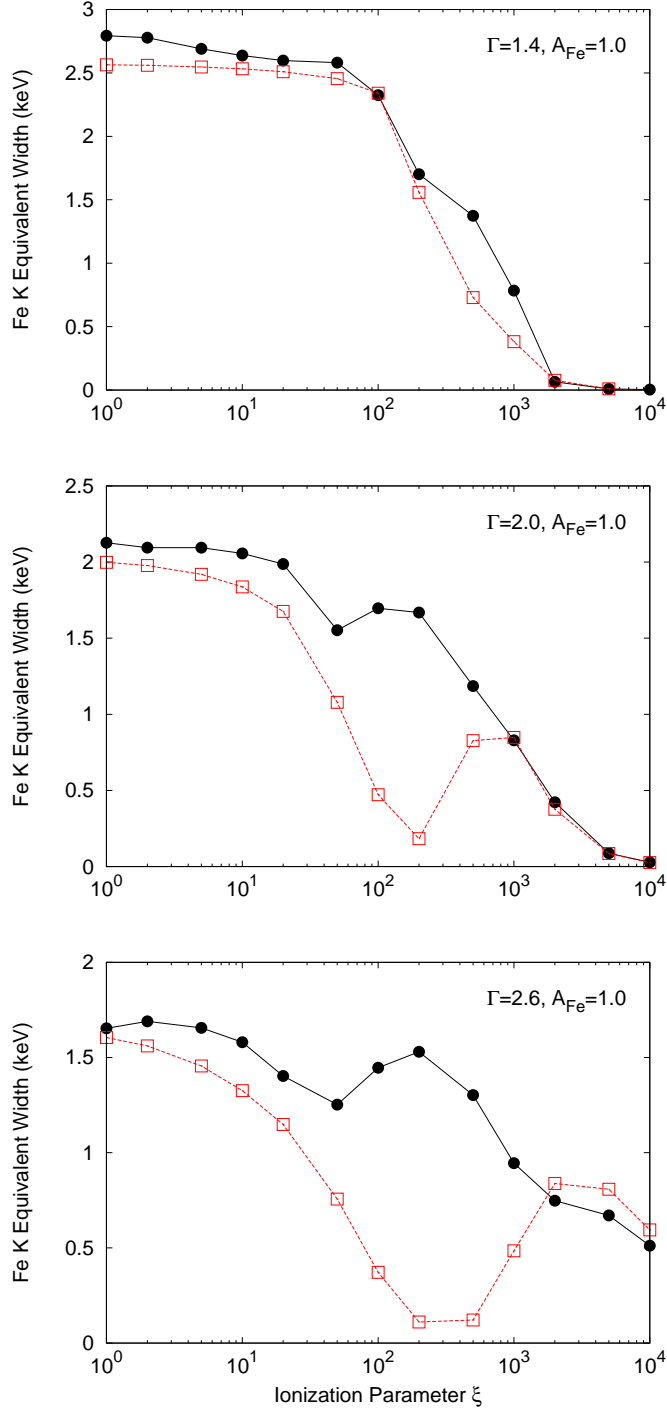 Γ=1.4, A_Fe=1.0
Fe K Equivalent Width (keV)
3
2.5
2
1.5
1
0.5
0
10^0 10^1 10^2 10^3 10^4
Γ=2.0, A_Fe=1.0
Fe K Equivalent Width (keV)
2.5
2
1.5
1
0.5
0
10^0 10^1 10^2 10^3 10^4
Γ=2.6, A_Fe=1.0
Fe K Equivalent Width (keV)
2
1.5
1
0.5
0
10^0 10^1 10^2 10^3 10^4
Ionization Parameter ξ